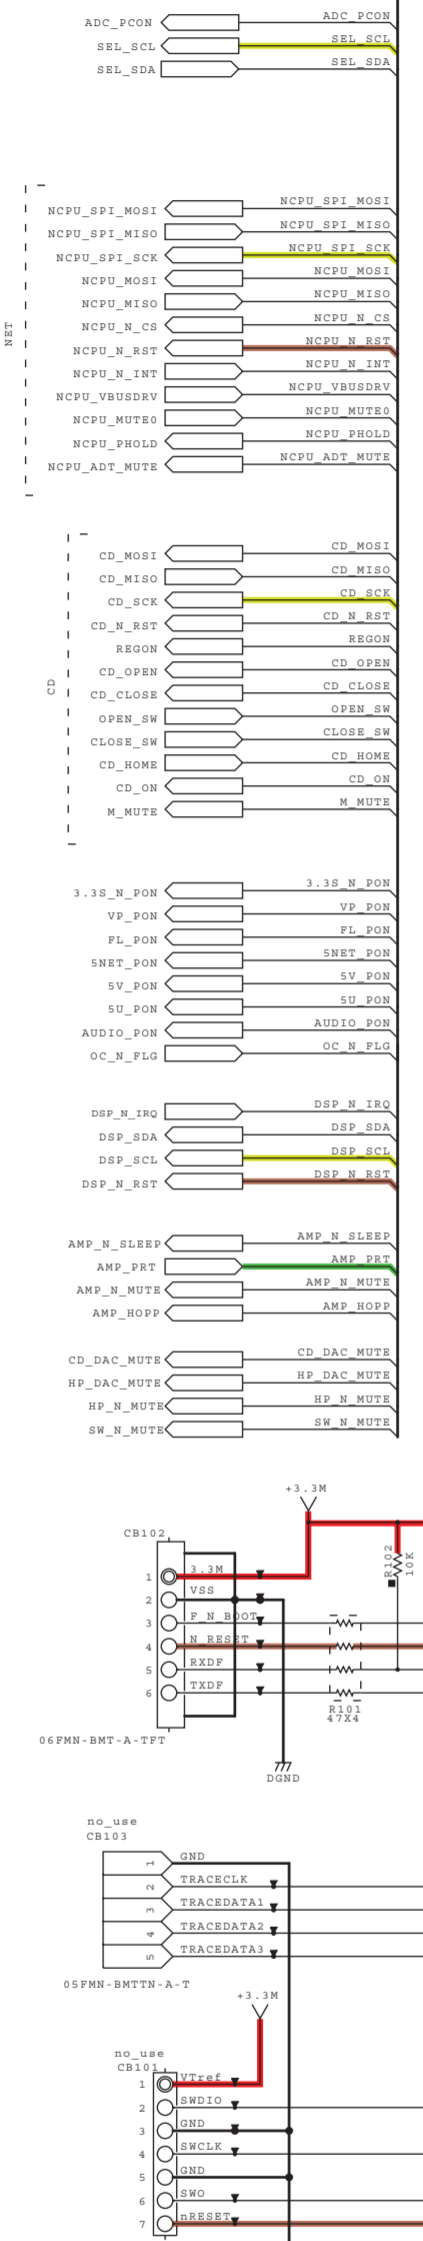 ADC_PCON ADC_PCON
SEL_SCL SEL_SCL
SEL_SDA SEL_SDA
NET
NCPU_SPI_MOSI NCPU_SPI_MOSI
NCPU_SPI_MISO NCPU_SPI_MISO
NCPU_SPI_SCK NCPU_SPI_SCK
NCPU_MOSI NCPU_MOSI
NCPU_MISO NCPU_MISO
NCPU_N_CS NCPU_N_CS
NCPU_N_RST NCPU_N_RST
NCPU_N_INT NCPU_N_INT
NCPU_VBUSDRV NCPU_VBUSDRV
NCPU_MUTE0 NCPU_MUTE0
NCPU_PHOLD NCPU_PHOLD
NCPU_ADT_MUTE NCPU_ADT_MUTE
CD
CD_MOSI CD_MOSI
CD_MISO CD_MISO
CD_SCK CD_SCK
CD_N_RST CD_N_RST
REGON REGON
CD_OPEN CD_OPEN
CD_CLOSE CD_CLOSE
OPEN_SW OPEN_SW
CLOSE_SW CLOSE_SW
CD_HOME CD_HOME
CD_ON CD_ON
M_MUTE M_MUTE
3.3S_N_PON 3.3S_N_PON
VP_PON VP_PON
FL_PON FL_PON
5NET_PON 5NET_PON
5V_PON 5V_PON
5U_PON 5U_PON
AUDIO_PON AUDIO_PON
OC_N_FLG OC_N_FLG
DSP_N_IRQ DSP_N_IRQ
DSP_SDA DSP_SDA
DSP_SCL DSP_SCL
DSP_N_RST DSP_N_RST
AMP_N_SLEEP AMP_N_SLEEP
AMP_PRT AMP_PRT
AMP_N_MUTE AMP_N_MUTE
AMP_HOPP AMP_HOPP
CD_DAC_MUTE CD_DAC_MUTE
HP_DAC_MUTE HP_DAC_MUTE
HP_N_MUTE HP_N_MUTE
SW_N_MUTE SW_N_MUTE
+3.3M
CB102
R102
10K
1 3.3M
2 VSS
3 F_N_BOOT
4 N_RESET
5 RXDF
6 TXDF
R101
47X4
06FMN-BMT-A-TFT
DGND
no_use
CB103
1 GND
2 TRACECLK
3 TRACEDATA1
4 TRACEDATA2
5 TRACEDATA3
05FMN-BMTTN-A-T
+3.3M
no_use
CB101
1 VTref
2 SWDIO
3 GND
4 SWCLK
5 GND
6 SWO
7 nRESET